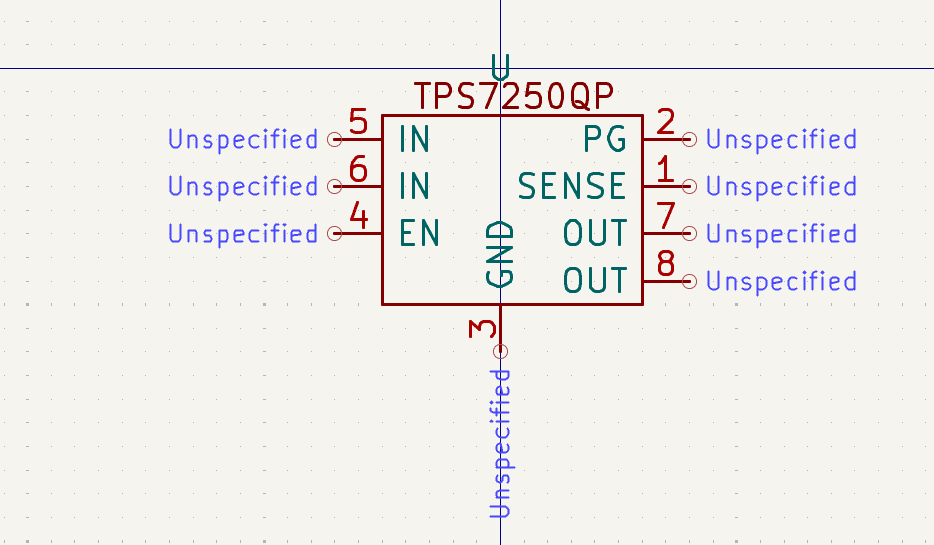 U
TPS7250QP
Unspecified 5 IN PG 2 Unspecified
Unspecified 6 IN SENSE 1 Unspecified
Unspecified 4 EN OUT 7 Unspecified
OUT 8 Unspecified
GND
3
Unspecified